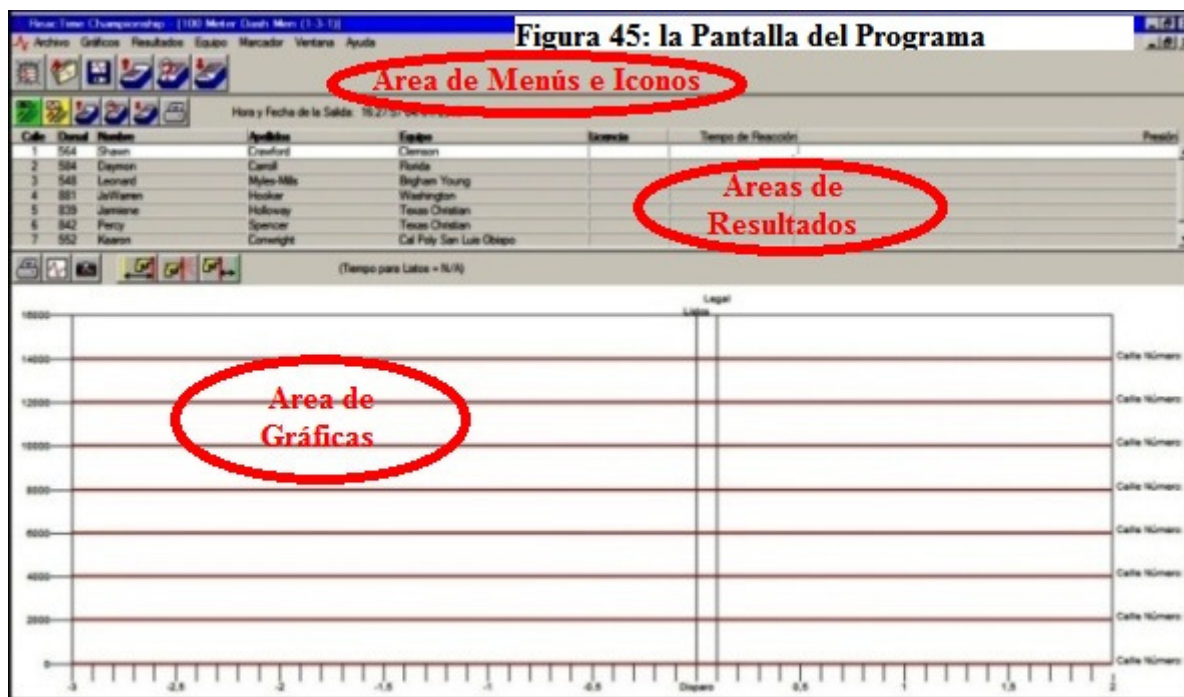 ReacTime Championship - [100 Meter Dash Men (1-3-1)]
Figura 45: la Pantalla del Programa
Archivo Gráficos Resultados Equipo Marcador Ventana Ayuda
Area de Menús e Iconos
Hora y Fecha de la Salida: 16:27:57
Calle Dorsal Nombre Apellidos Equipo Licencia Tiempo de Reacción Presión
1 564 Shawn Crawford Clemson
2 584 Daymon Carroll Florida
3 548 Leonard Myles-Mills Brigham Young
4 881 JaWarren Hooker Washington
5 839 Jarmiene Holloway Texas Christian
6 842 Percy Spencer Texas Christian
7 552 Kaaron Conwright Cal Poly San Luis Obispo
Areas de
Resultados
(Tiempo para Listos = N/A)
Legal
Listos
16000
14000 Calle Número
12000 Calle Número
Area de
Gráficas
10000 Calle Número
8000 Calle Número
6000 Calle Número
4000 Calle Número
2000 Calle Número
0 Calle Número
-3 -2,5 -2 -1,5 -1 -0,5 Disparo 0,5 1 1,5 2